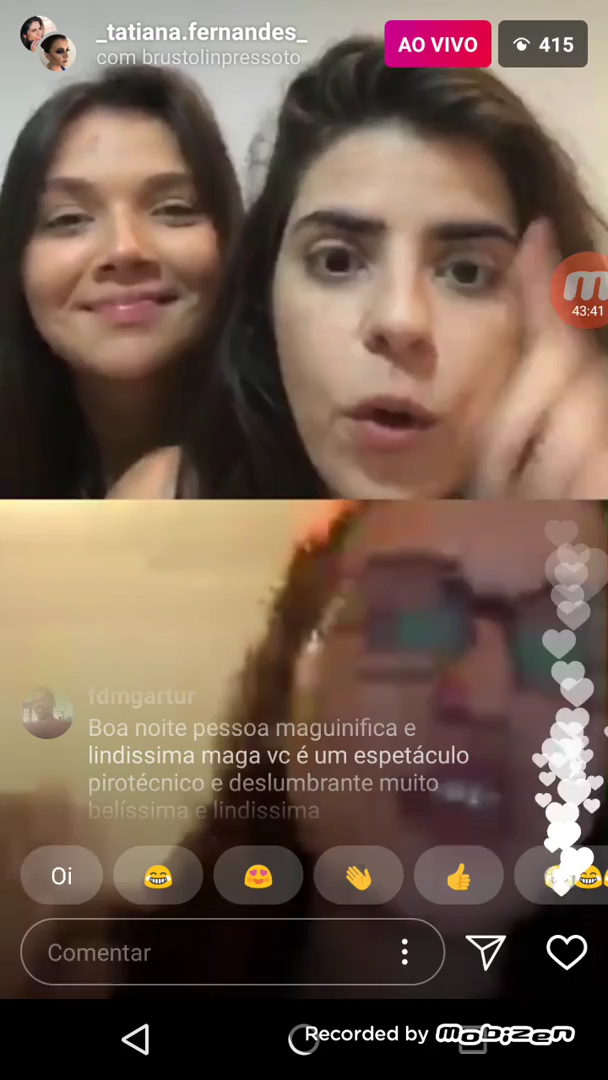 _tatiana.fernandes_
com brustolinpressoto
AO VIVO
415
43:41
fdmgartur
Boa noite pessoa maguinifica e
lindissima maga vc é um espetáculo
pirotécnico e deslumbrante muito
belíssima e lindissima
Oi
Comentar
Recorded by mobizen